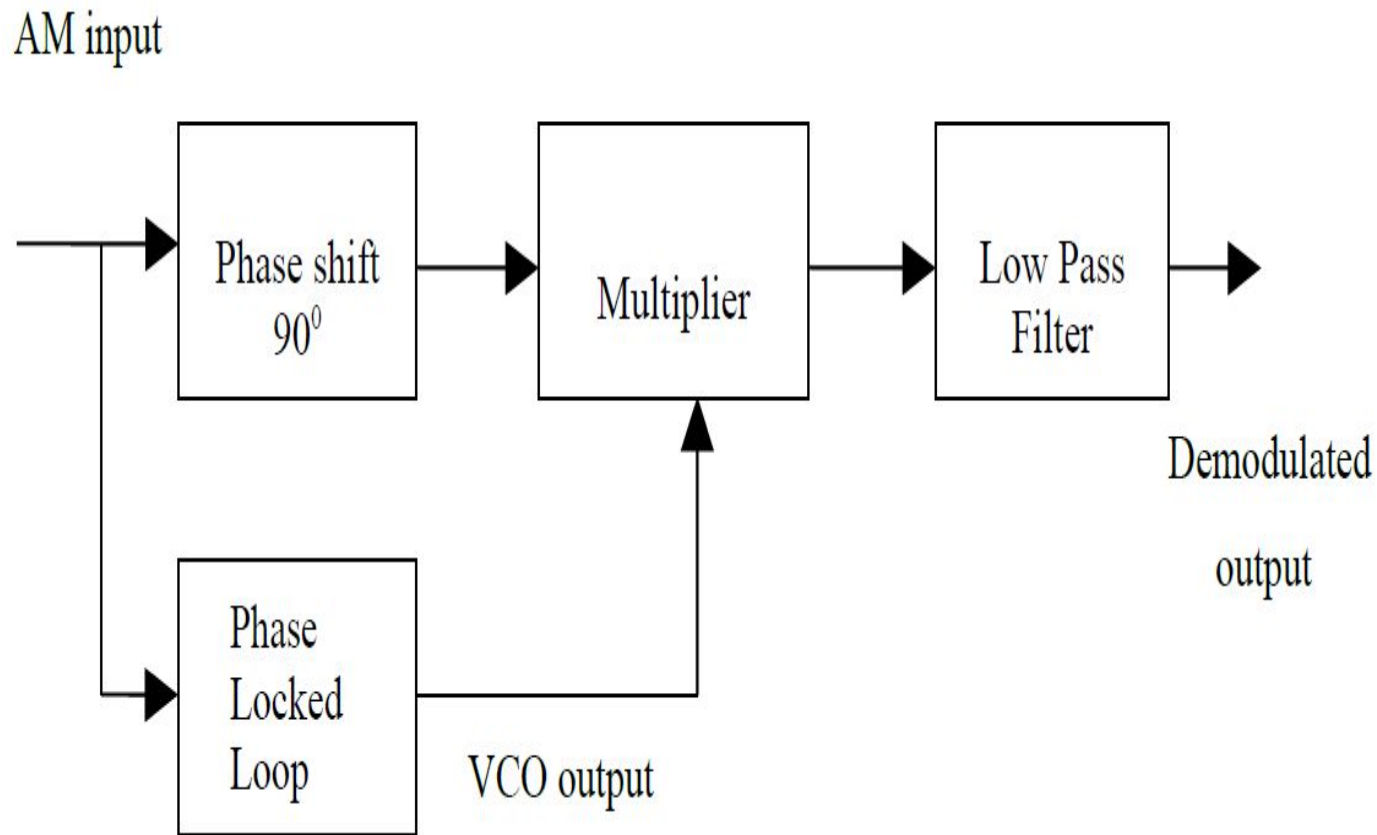 AM input
Phase shift
90⁰
Multiplier
Low Pass
Filter
Demodulated
output
Phase
Locked
Loop
VCO output